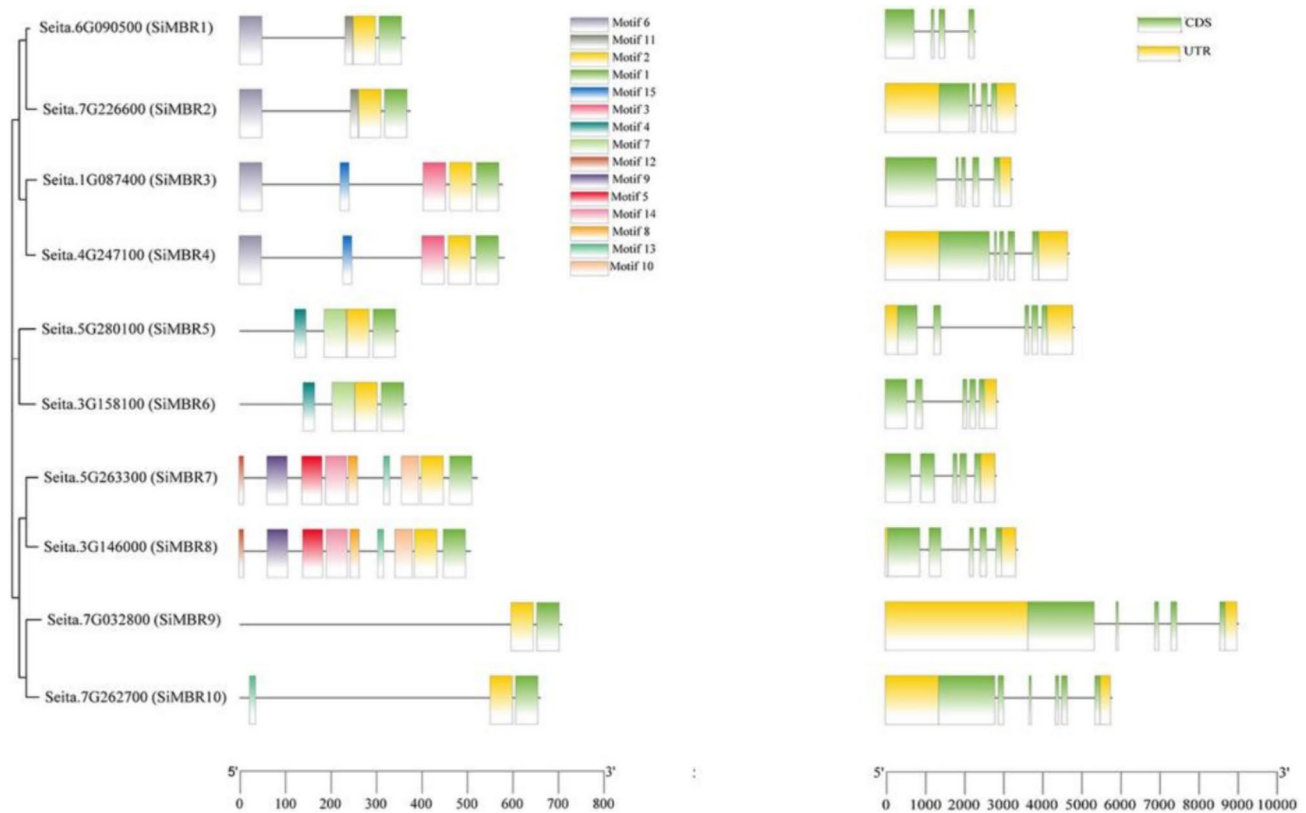 Seita.6G090500 (SiMBR1)
Seita.7G226600 (SiMBR2)
Seita.1G087400 (SiMBR3)
Seita.4G247100 (SiMBR4)
Seita.5G280100 (SiMBR5)
Seita.3G158100 (SiMBR6)
Seita.5G263300 (SiMBR7)
Seita.3G146000 (SiMBR8)
Seita.7G032800 (SiMBR9)
Seita.7G262700 (SiMBR10)
Motif 6
Motif 11
Motif 2
Motif 1
Motif 15
Motif 3
Motif 4
Motif 7
Motif 12
Motif 9
Motif 5
Motif 14
Motif 8
Motif 13
Motif 10
CDS
UTR
5' 3'
0 100 200 300 400 500 600 700 800
:
5' 3'
0 1000 2000 3000 4000 5000 6000 7000 8000 9000 10000